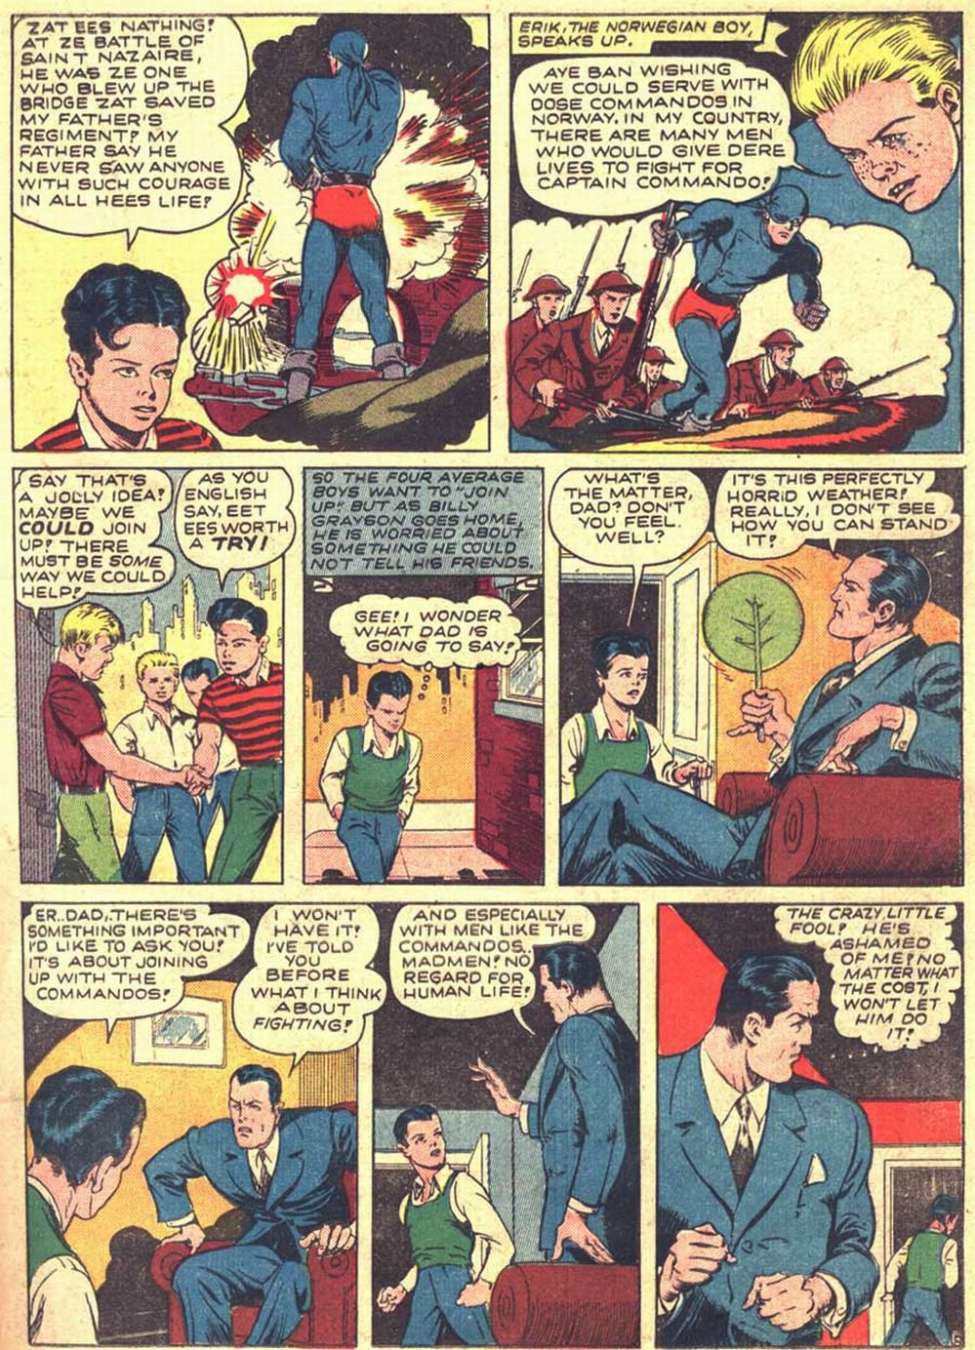 ZAT EES NATHING!
AT ZE BATTLE OF
SAINT NAZAIRE,
HE WAS ZE ONE
WHO BLEW UP THE
BRIDGE ZAT SAVED
MY FATHER'S
REGIMENT! MY
FATHER SAY HE
NEVER SAW ANYONE
WITH SUCH COURAGE
IN ALL HEES LIFE!
ERIK, THE NORWEGIAN BOY,
SPEAKS UP.
AYE BAN WISHING
WE COULD SERVE WITH
DOSE COMMANDOS IN
NORWAY. IN MY COUNTRY,
THERE ARE MANY MEN
WHO WOULD GIVE DERE
LIVES TO FIGHT FOR
CAPTAIN COMMANDO!
SAY THAT'S
A JOLLY IDEA!
MAYBE WE
COULD JOIN
UP! THERE
MUST BE SOME
WAY WE COULD
HELP!
AS YOU
ENGLISH
SAY, EET
EES WORTH
A TRY!
SO THE FOUR AVERAGE
BOYS WANT TO "JOIN
UP." BUT AS BILLY
GRAYSON GOES HOME,
HE IS WORRIED ABOUT
SOMETHING HE COULD
NOT TELL HIS FRIENDS.
GEE! I WONDER
WHAT DAD IS
GOING TO SAY!
WHAT'S
THE MATTER,
DAD? DON'T
YOU FEEL
WELL?
IT'S THIS PERFECTLY
HORRID WEATHER!
REALLY, I DON'T SEE
HOW YOU CAN STAND
IT!
ER..DAD,.THERE'S
SOMETHING IMPORTANT
I'D LIKE TO ASK YOU!
IT'S ABOUT JOINING
UP WITH THE
COMMANDOS!
I WON'T
HAVE IT!
I'VE TOLD
YOU
BEFORE
WHAT I THINK
ABOUT
FIGHTING!
AND ESPECIALLY
WITH MEN LIKE THE
COMMANDOS..
MADMEN! NO
REGARD FOR
HUMAN LIFE!
THE CRAZY LITTLE
FOOL! HE'S
ASHAMED
OF ME! NO
MATTER WHAT
THE COST, I
WON'T LET
HIM DO
IT!